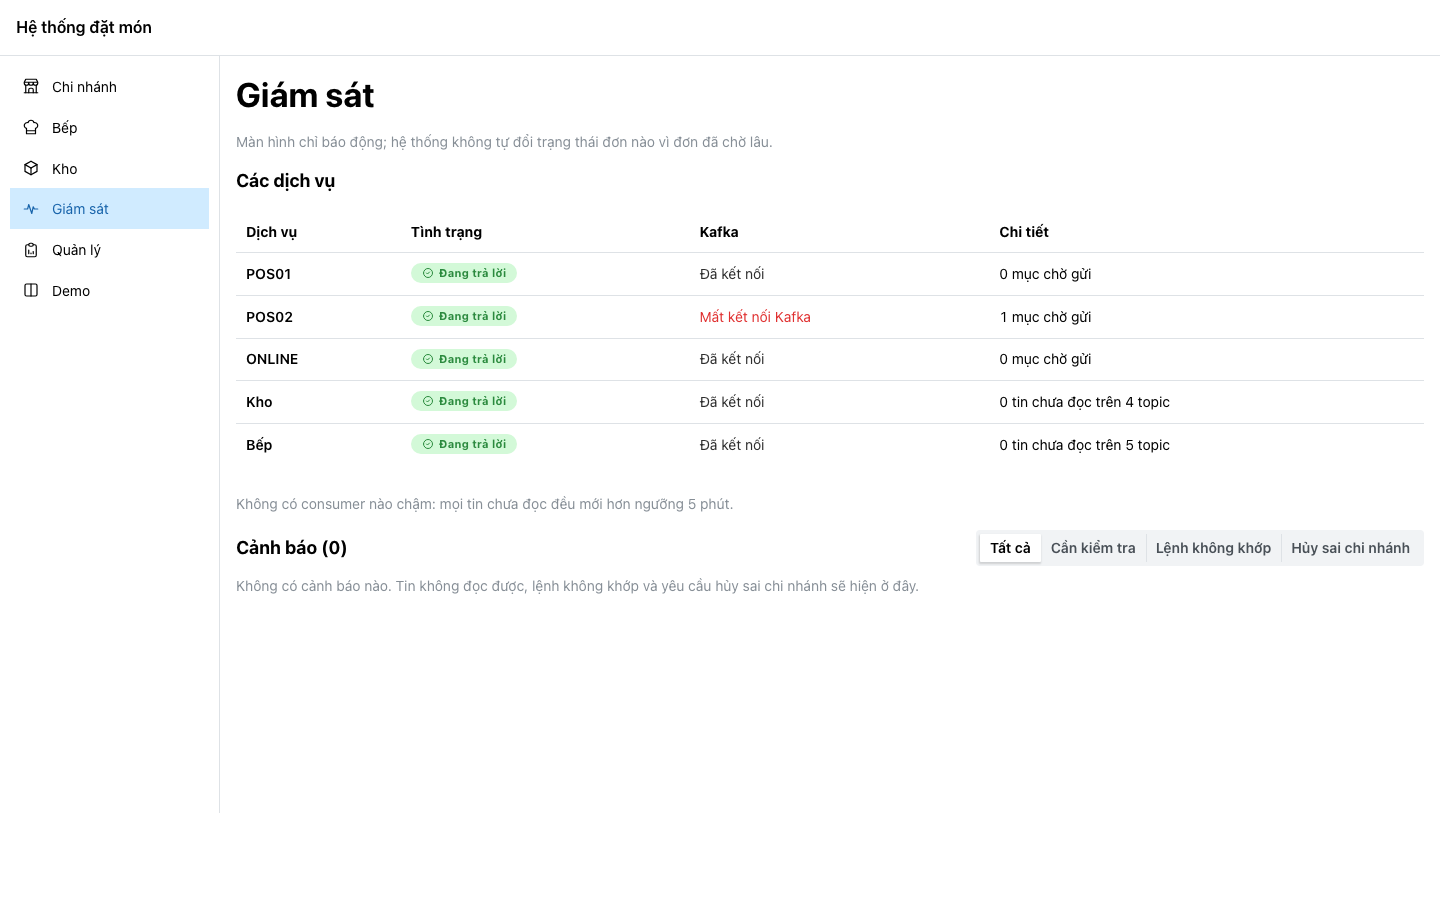 Hệ thống đặt món
Chi nhánh
Bếp
Kho
Giám sát
Quản lý
Demo
Giám sát
Màn hình chỉ báo động; hệ thống không tự đổi trạng thái đơn nào vì đơn đã chờ lâu.
Các dịch vụ
Dịch vụ Tình trạng Kafka Chi tiết
POS01 Đang trả lời Đã kết nối 0 mục chờ gửi
POS02 Đang trả lời Mất kết nối Kafka 1 mục chờ gửi
ONLINE Đang trả lời Đã kết nối 0 mục chờ gửi
Kho Đang trả lời Đã kết nối 0 tin chưa đọc trên 4 topic
Bếp Đang trả lời Đã kết nối 0 tin chưa đọc trên 5 topic
Không có consumer nào chậm: mọi tin chưa đọc đều mới hơn ngưỡng 5 phút.
Cảnh báo (0) Tất cả Cần kiểm tra Lệnh không khớp Hủy sai chi nhánh
Không có cảnh báo nào. Tin không đọc được, lệnh không khớp và yêu cầu hủy sai chi nhánh sẽ hiện ở đây.